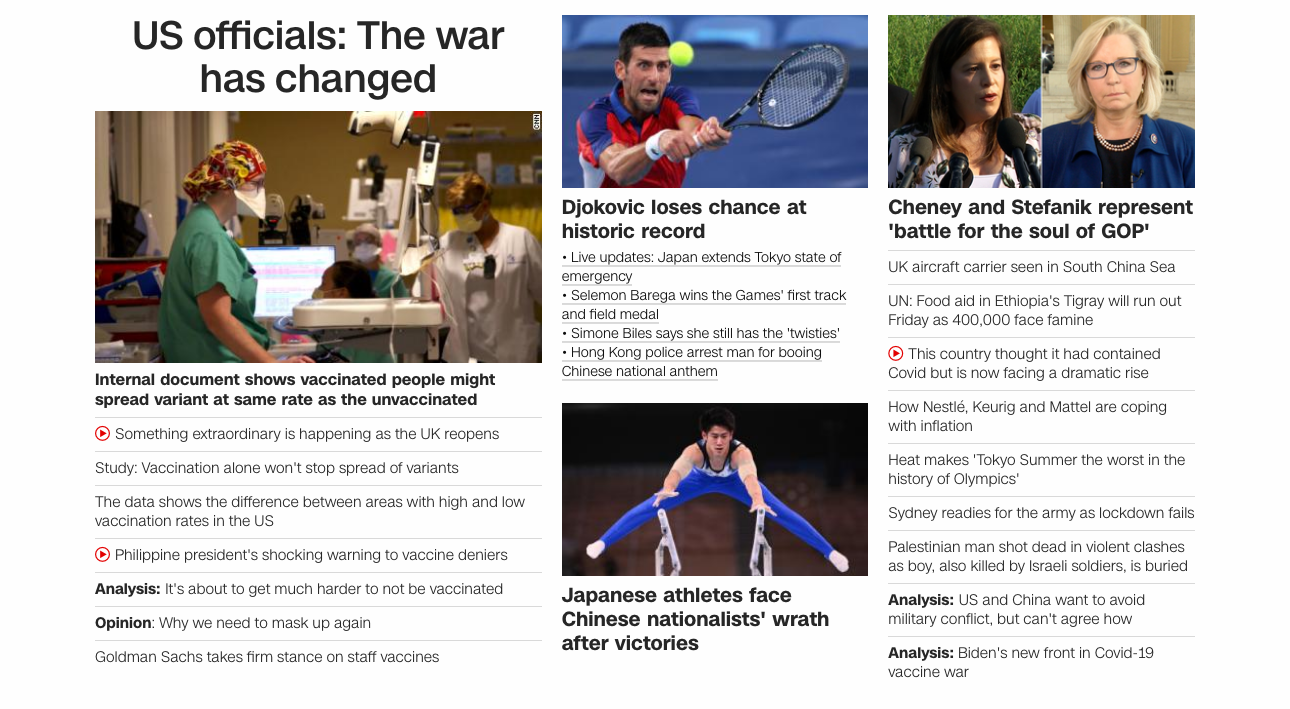 US officials: The war
has changed
CNN
Internal document shows vaccinated people might
spread variant at same rate as the unvaccinated
Something extraordinary is happening as the UK reopens
Study: Vaccination alone won't stop spread of variants
The data shows the difference between areas with high and low
vaccination rates in the US
Philippine president's shocking warning to vaccine deniers
Analysis: It's about to get much harder to not be vaccinated
Opinion: Why we need to mask up again
Goldman Sachs takes firm stance on staff vaccines
Djokovic loses chance at
historic record
• Live updates: Japan extends Tokyo state of
emergency
• Selemon Barega wins the Games' first track
and field medal
• Simone Biles says she still has the 'twisties'
• Hong Kong police arrest man for booing
Chinese national anthem
Japanese athletes face
Chinese nationalists' wrath
after victories
Cheney and Stefanik represent
'battle for the soul of GOP'
UK aircraft carrier seen in South China Sea
UN: Food aid in Ethiopia's Tigray will run out
Friday as 400,000 face famine
This country thought it had contained
Covid but is now facing a dramatic rise
How Nestlé, Keurig and Mattel are coping
with inflation
Heat makes 'Tokyo Summer the worst in the
history of Olympics'
Sydney readies for the army as lockdown fails
Palestinian man shot dead in violent clashes
as boy, also killed by Israeli soldiers, is buried
Analysis: US and China want to avoid
military conflict, but can't agree how
Analysis: Biden's new front in Covid-19
vaccine war